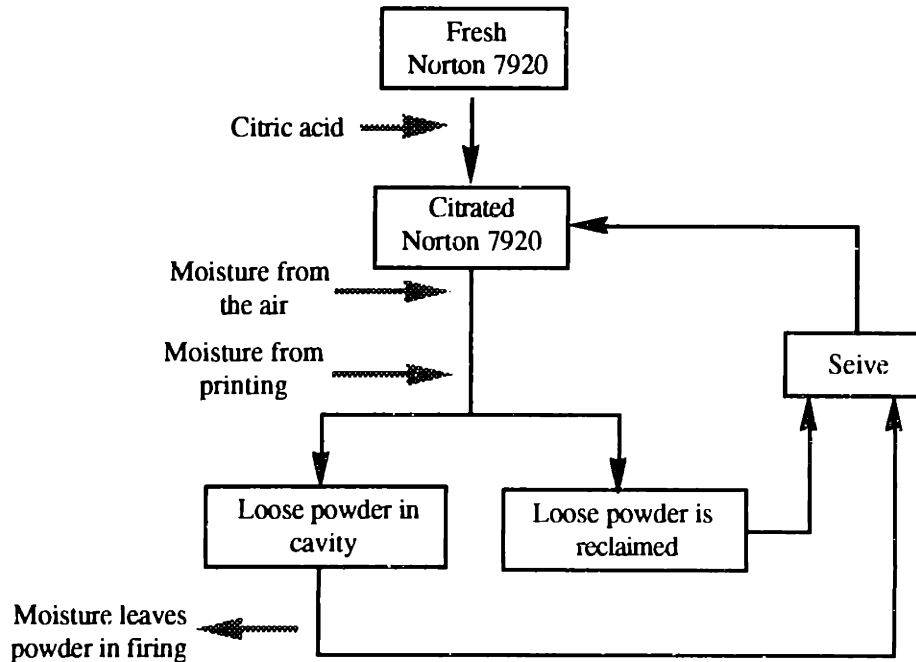 Fresh
Norton 7920
Citric acid
Citrated
Norton 7920
Moisture from
the air
Moisture from
printing
Seive
Loose powder in
cavity
Loose powder is
reclaimed
Moisture leaves
powder in firing